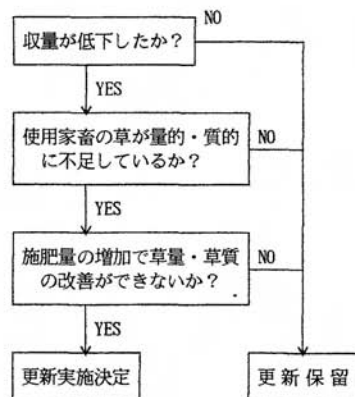 収量が低下したか？
NO
YES
使用家畜の草が量的・質的
に不足しているか？
NO
YES
施肥量の増加で草量・草質
の改善ができないか？
NO
YES
更新実施決定
更新保留